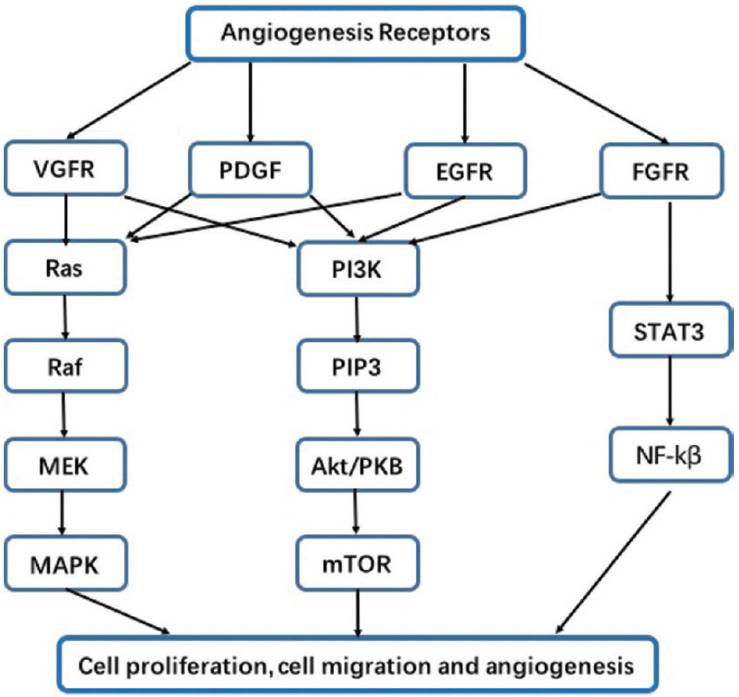 Angiogenesis Receptors
VGFR
PDGF
EGFR
FGFR
Ras
PI3K
STAT3
Raf
PIP3
NF-kβ
MEK
Akt/PKB
MAPK
mTOR
Cell proliferation, cell migration and angiogenesis